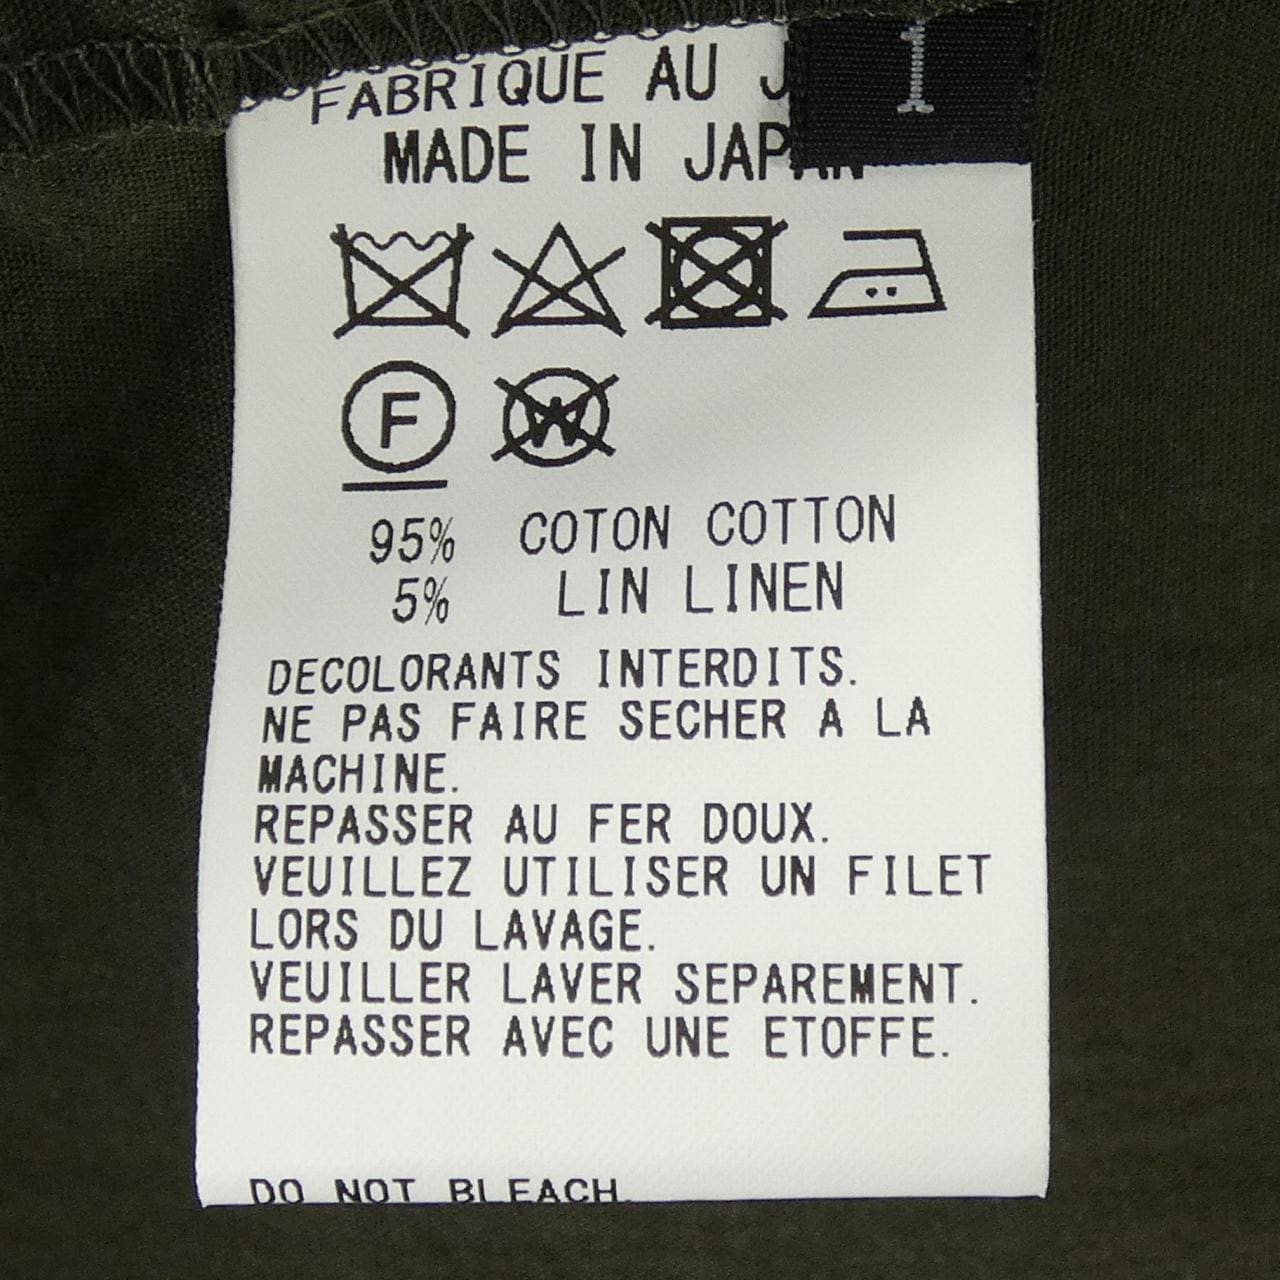 1
FABRIQUE AU J
MADE IN JAPAN
F
W
95% COTON COTTON
5% LIN LINEN
DECOLORANTS INTERDITS.
NE PAS FAIRE SECHER A LA
MACHINE.
REPASSER AU FER DOUX.
VEUILLEZ UTILISER UN FILET
LORS DU LAVAGE.
VEUILLER LAVER SEPAREMENT.
REPASSER AVEC UNE ETOFFE.
DO NOT BLEACH.